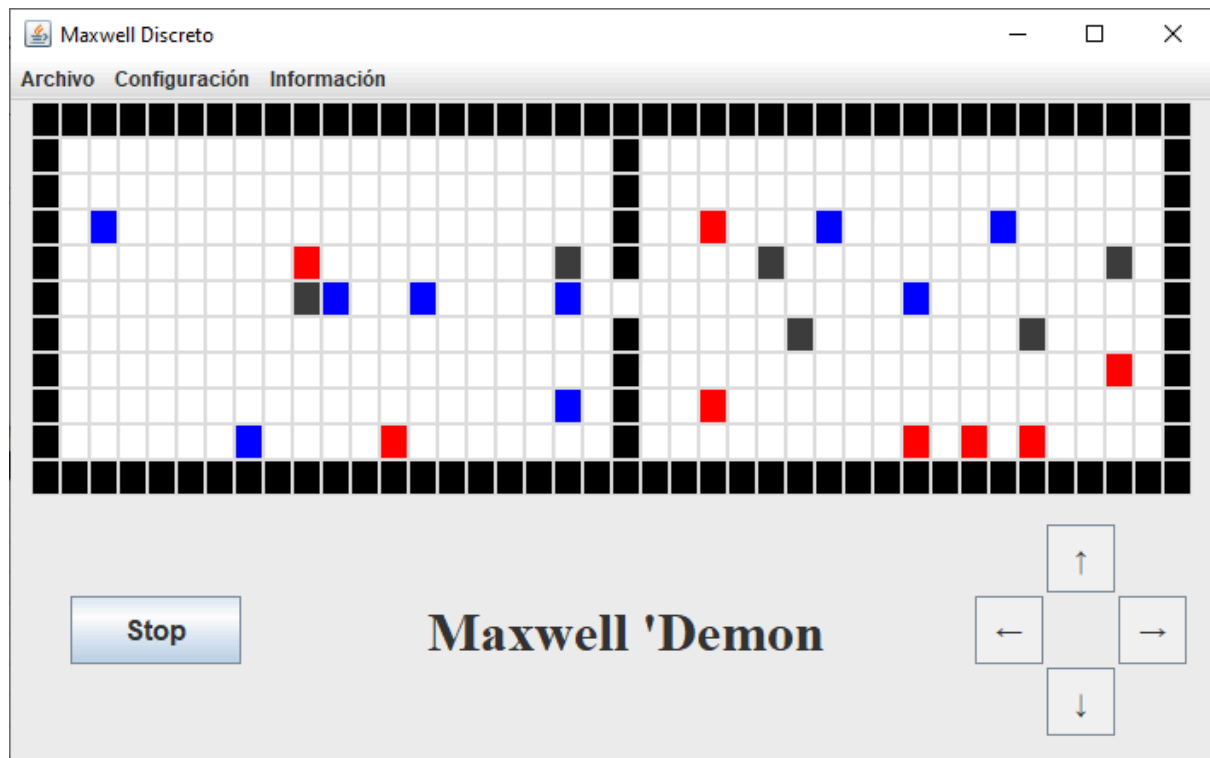 Maxwell Discreto
Archivo Configuración Información
↑
Stop Maxwell 'Demon ← →
↓